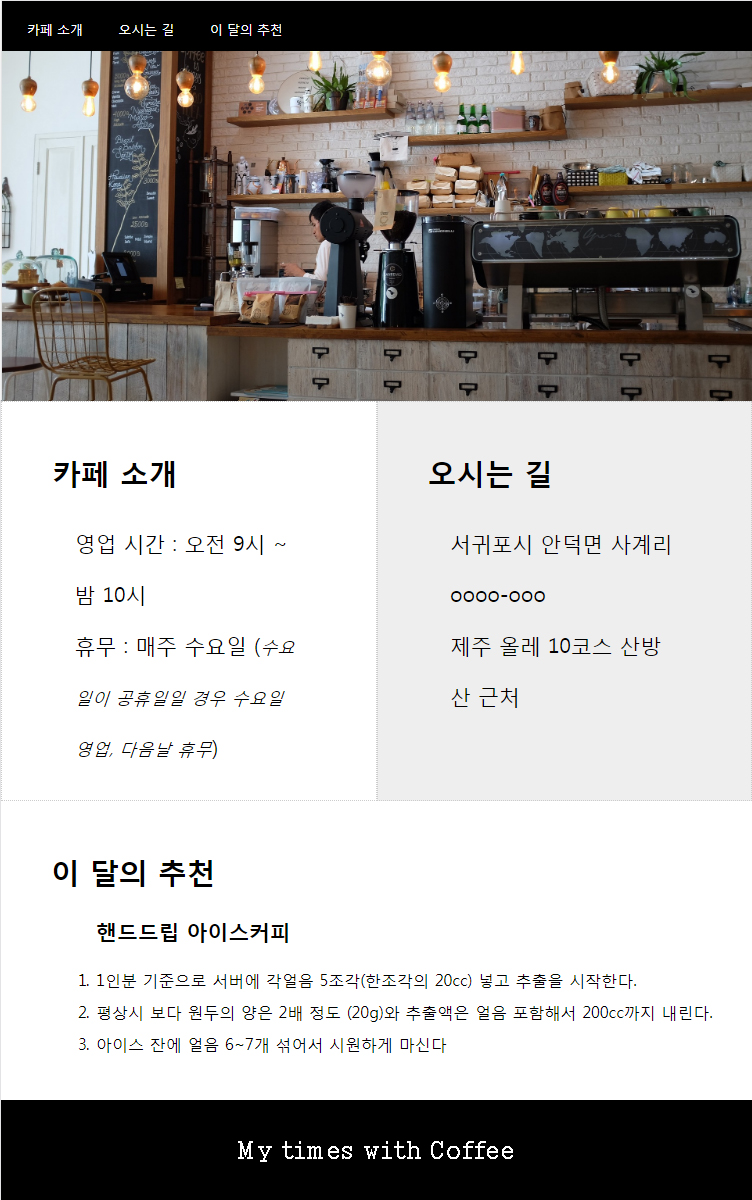 카페 소개 오시는 길 이 달의 추천
카페 소개
영업 시간 : 오전 9시 ~
밤 10시
휴무 : 매주 수요일 (수요
일이 공휴일일 경우 수요일
영업, 다음날 휴무)
오시는 길
서귀포시 안덕면 사계리
oooo-ooo
제주 올레 10코스 산방
산 근처
이 달의 추천
핸드드립 아이스커피
1. 1인분 기준으로 서버에 각얼음 5조각(한조각의 20cc) 넣고 추출을 시작한다.
2. 평상시 보다 원두의 양은 2배 정도 (20g)와 추출액은 얼음 포함해서 200cc까지 내린다.
3. 아이스 잔에 얼음 6~7개 섞어서 시원하게 마신다
My times with Coffee